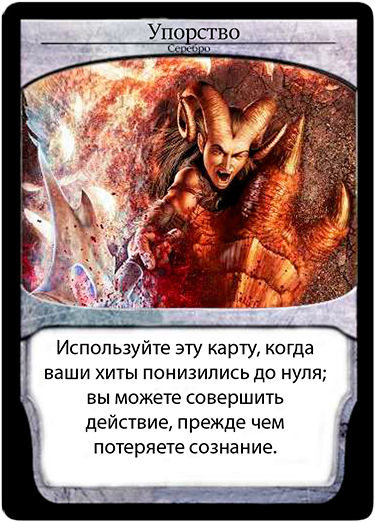 Упорство
Серебро
Используйте эту карту, когда
ваши хиты понизились до нуля;
вы можете совершить
действие, прежде чем
потеряете сознание.